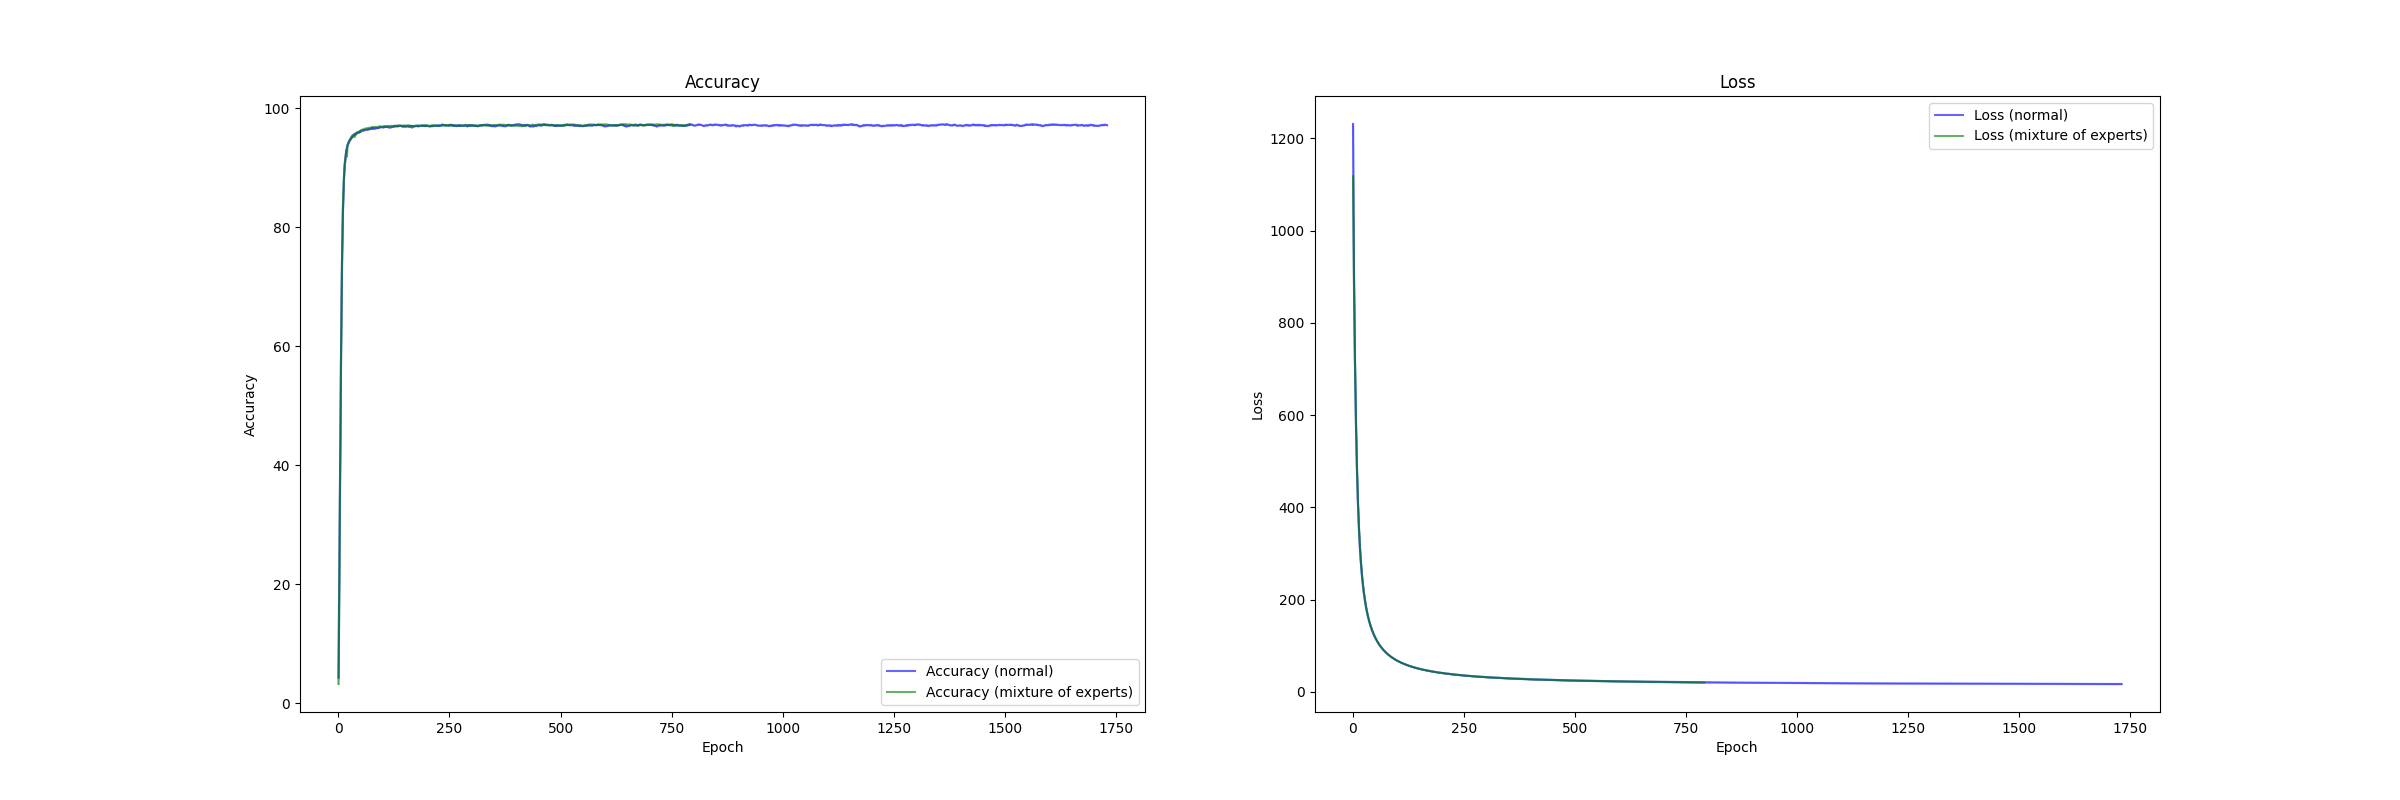 Accuracy
100
80
60
40
20
0
Accuracy
Accuracy (normal)
Accuracy (mixture of experts)
0 250 500 750 1000 1250 1500 1750
Epoch
Loss
1200
1000
800
600
400
200
0
Loss
Loss (normal)
Loss (mixture of experts)
0 250 500 750 1000 1250 1500 1750
Epoch